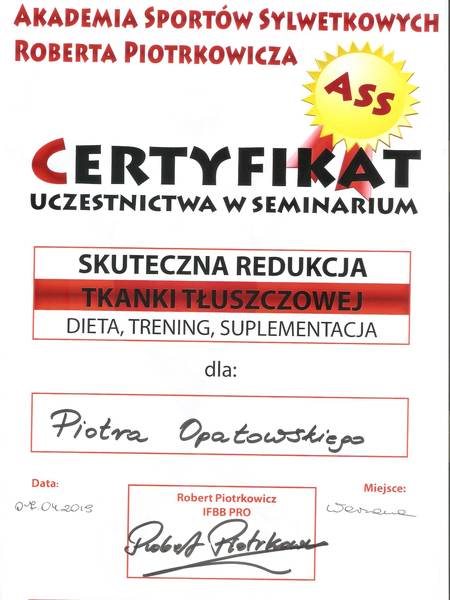 AKADEMIA SPORTÓW SYLWETKOWYCH
ROBERTA PIOTRKOWICZA
ASS
CERTYFIKAT
UCZESTNICTWA W SEMINARIUM
SKUTECZNA REDUKCJA
TKANKI TŁUSZCZOWEJ
DIETA, TRENING, SUPLEMENTACJA
dla:
Piotra Opatowskiego
Data:
Miejsce:
Robert Piotrkowicz
IFBB PRO